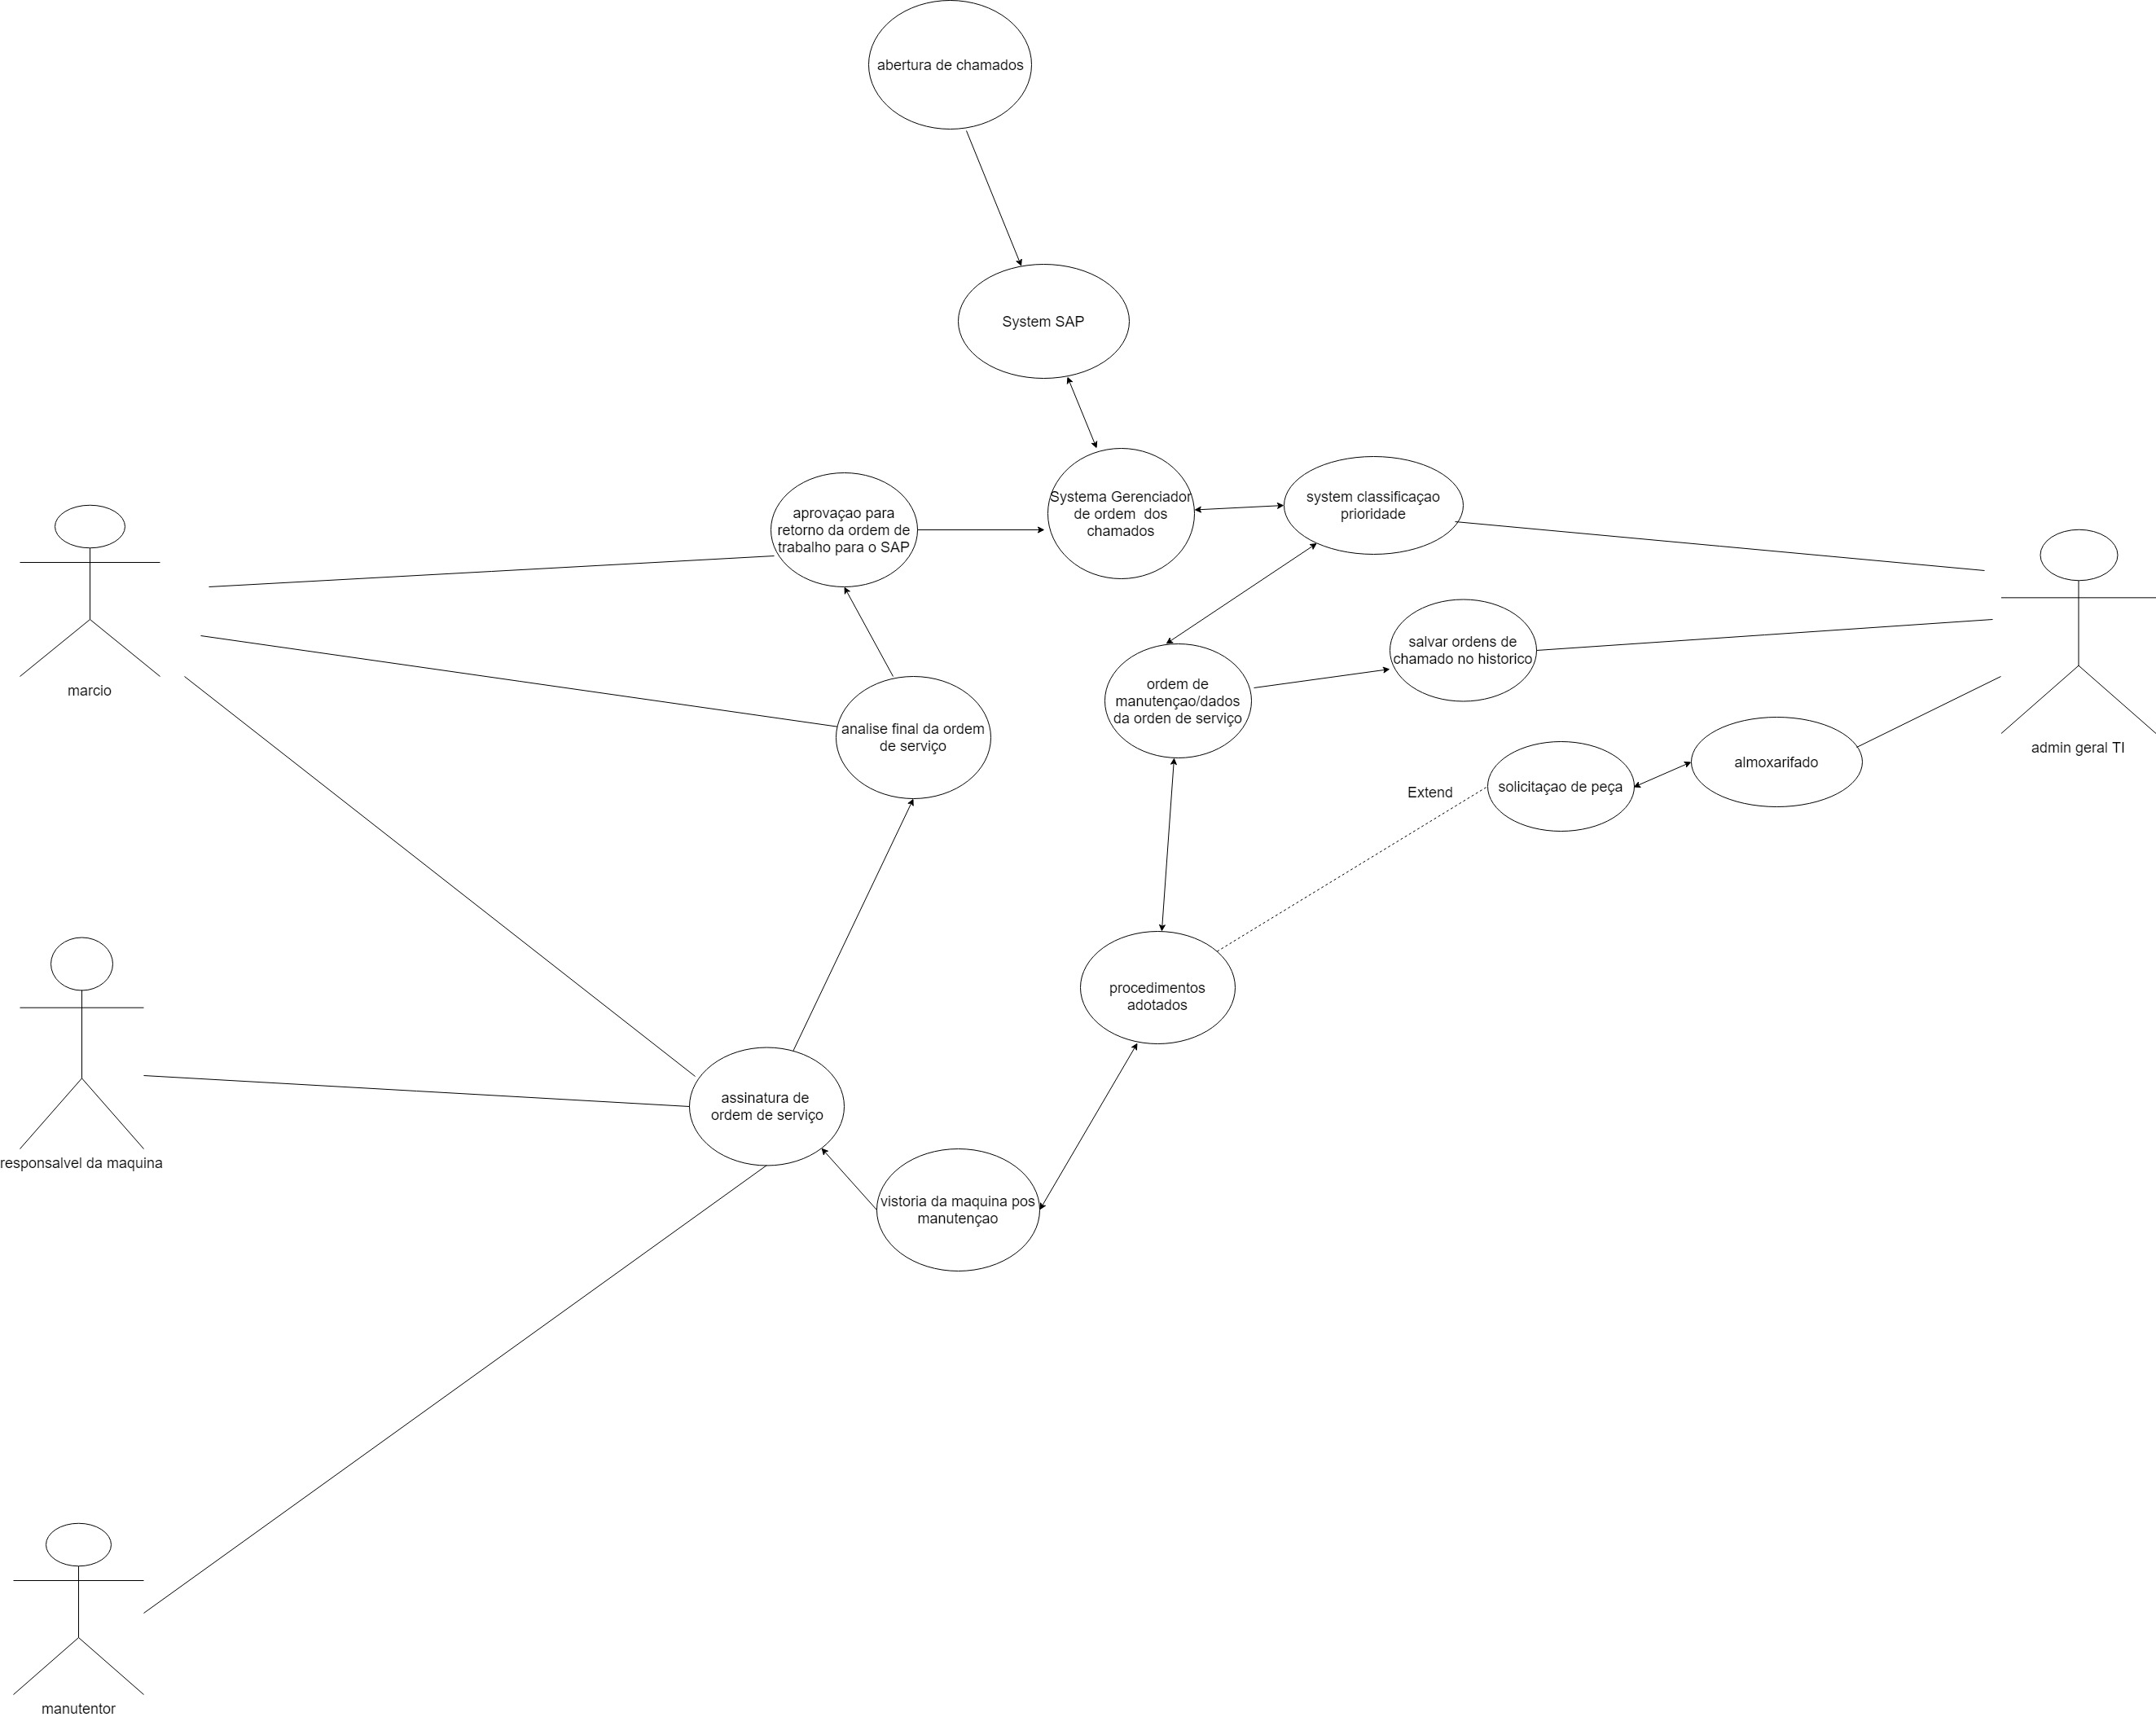 abertura de chamados
System SAP
Systema Gerenciador
de ordem  dos
chamados
system classificaçao
prioridade
aprovaçao para
retorno da ordem de
trabalho para o SAP
marcio
salvar ordens de
chamado no historico
ordem de
manutençao/dados
da orden de serviço
analise final da ordem
de serviço
admin geral TI
almoxarifado
solicitaçao de peça
Extend
procedimentos
adotados
assinatura de
ordem de serviço
responsalvel da maquina
vistoria da maquina pos
manutençao
manutentor